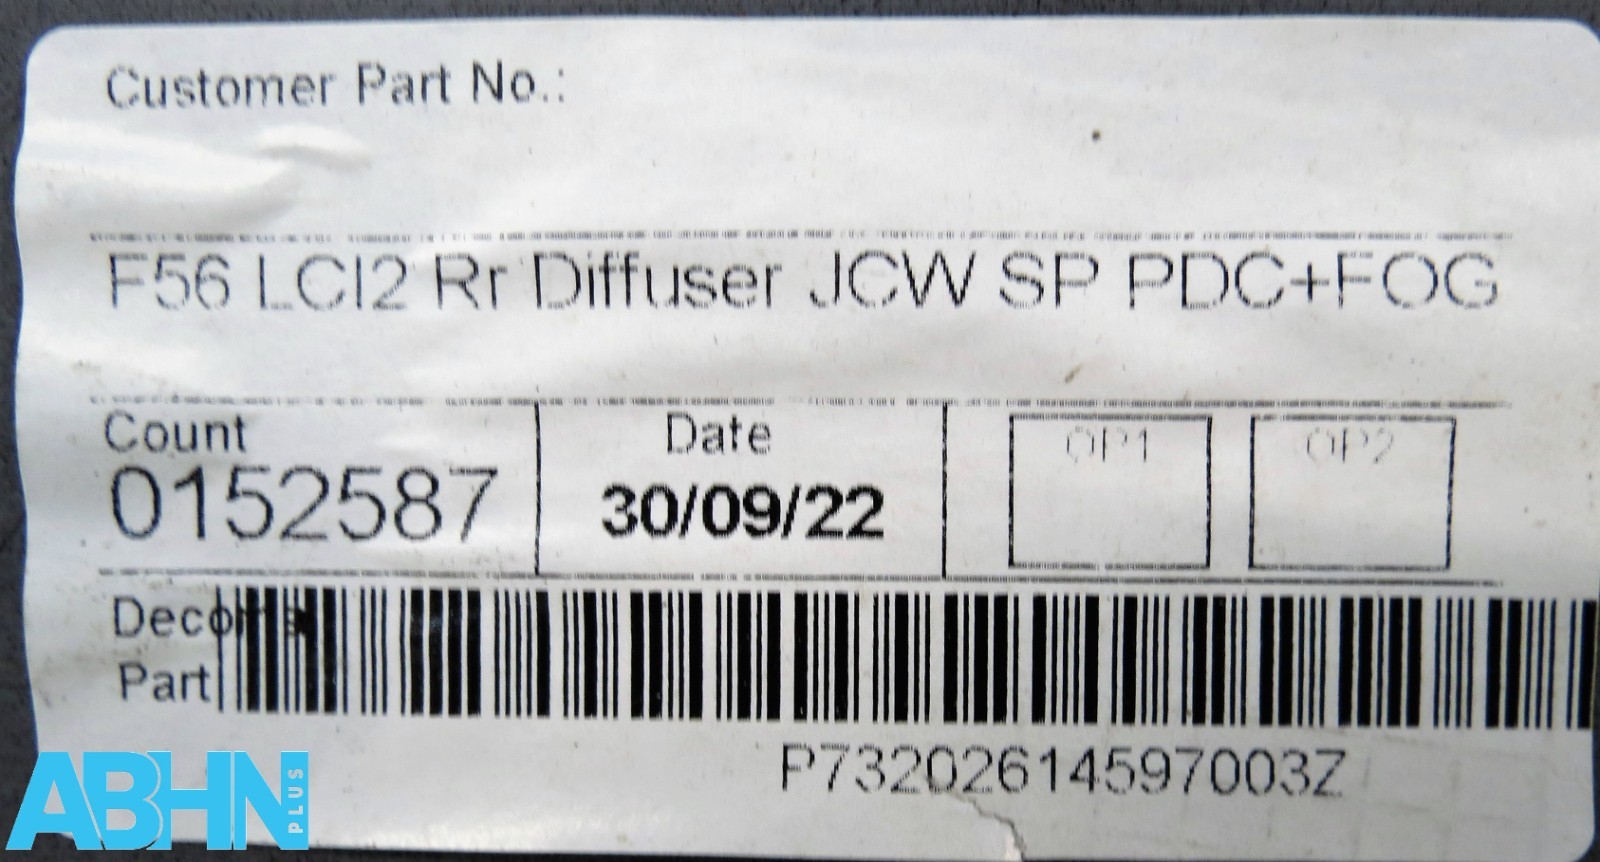 Customer Part No.:
F56 LCI2 Rr Diffuser JCW SP PDC+FOG
Count
0152587
Date
30/09/22
OP1
OP2
Decoma
Part
P73202614597003Z
ABHN PLUS